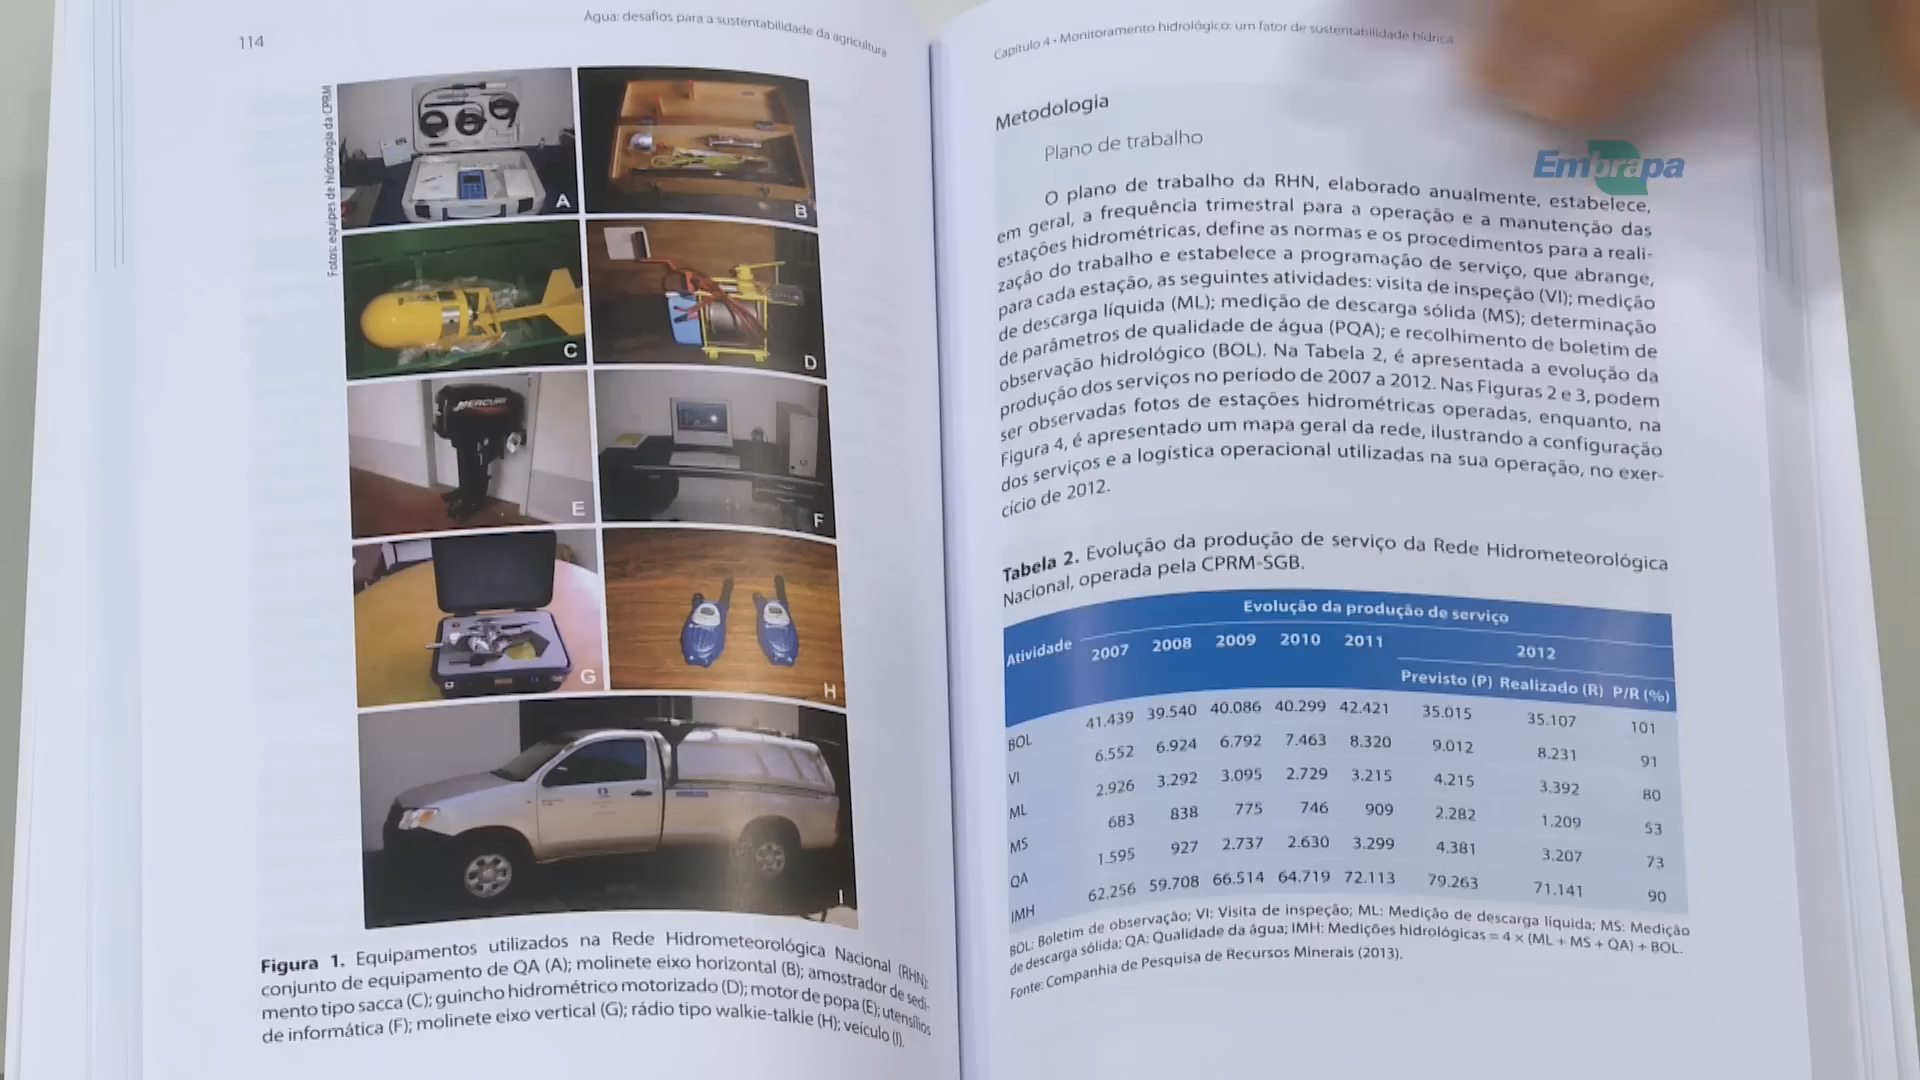 114
Água: desafios para a sustentabilidade da agricultura
Fotos: equipes de hidrologia da CPRM
A
B
C
D
MERCURY
E
F
G
H
I
Figura 1. Equipamentos utilizados na Rede Hidrometeorológica Nacional (RHN):
conjunto de equipamento de QA (A); molinete eixo horizontal (B); amostrador de sedi-
mento tipo sacca (C); guincho hidrométrico motorizado (D); motor de popa (E); utensílios
de informática (F); molinete eixo vertical (G); rádio tipo walkie-talkie (H); veículo (I).
Capítulo 4 • Monitoramento hidrológico: um fator de sustentabilidade hídrica
Embrapa
Metodologia
Plano de trabalho
O plano de trabalho da RHN, elaborado anualmente, estabelece,
em geral, a frequência trimestral para a operação e a manutenção das
estações hidrométricas, define as normas e os procedimentos para a reali-
zação do trabalho e estabelece a programação de serviço, que abrange,
para cada estação, as seguintes atividades: visita de inspeção (VI); medição
de descarga líquida (ML); medição de descarga sólida (MS); determinação
de parâmetros de qualidade de água (PQA); e recolhimento de boletim de
observação hidrológico (BOL). Na Tabela 2, é apresentada a evolução da
produção dos serviços no período de 2007 a 2012. Nas Figuras 2 e 3, podem
ser observadas fotos de estações hidrométricas operadas, enquanto, na
Figura 4, é apresentado um mapa geral da rede, ilustrando a configuração
dos serviços e a logística operacional utilizadas na sua operação, no exer-
cício de 2012.
Tabela 2. Evolução da produção de serviço da Rede Hidrometeorológica
Nacional, operada pela CPRM-SGB.
Evolução da produção de serviço
Atividade 2007 2008 2009 2010 2011 2012
Previsto (P) Realizado (R) P/R (%)
BOL 41.439 39.540 40.086 40.299 42.421 35.015 35.107 101
VI 6.552 6.924 6.792 7.463 8.320 9.012 8.231 91
ML 2.926 3.292 3.095 2.729 3.215 4.215 3.392 80
MS 683 838 775 746 909 2.282 1.209 53
QA 1.595 927 2.737 2.630 3.299 4.381 3.207 73
IMH 62.256 59.708 66.514 64.719 72.113 79.263 71.141 90
BOL: Boletim de observação; VI: Visita de inspeção; ML: Medição de descarga líquida; MS: Medição
de descarga sólida; QA: Qualidade da água; IMH: Medições hidrológicas = 4 × (ML + MS + QA) + BOL.
Fonte: Companhia de Pesquisa de Recursos Minerais (2013).